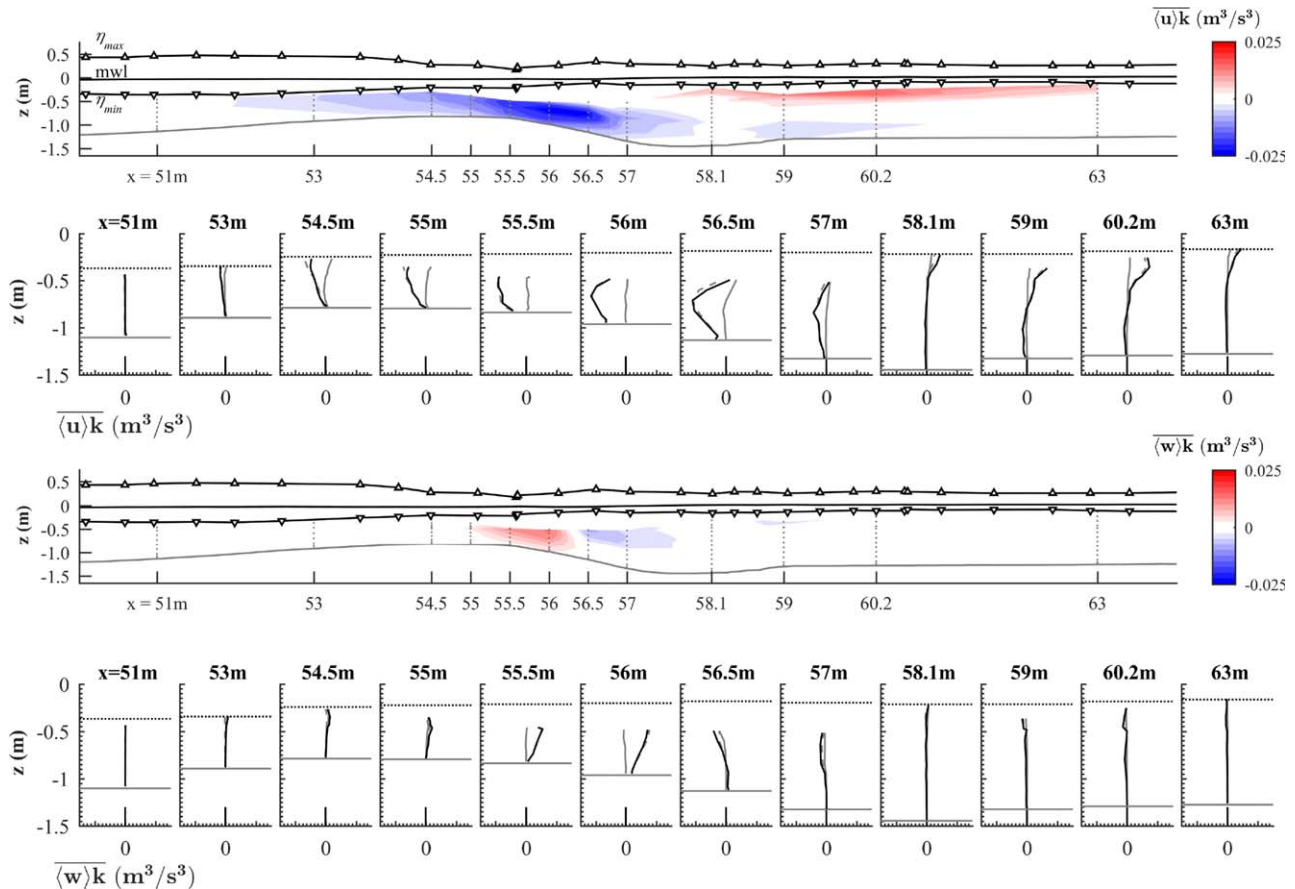 ⟨u⟩k (m³/s³)
η_max
mwl
η_min
z (m)
0.5
0
-0.5
-1.0
-1.5
0.025
0
-0.025
x = 51m 53 54.5 55 55.5 56 56.5 57 58.1 59 60.2 63
x=51m 53m 54.5m 55m 55.5m 56m 56.5m 57m 58.1m 59m 60.2m 63m
z (m)
0
-0.5
-1
-1.5
0 0 0 0 0 0 0 0 0 0 0 0
⟨u⟩k (m³/s³)
⟨w⟩k (m³/s³)
z (m)
0.5
0
-0.5
-1.0
-1.5
0.025
0
-0.025
x = 51m 53 54.5 55 55.5 56 56.5 57 58.1 59 60.2 63
x=51m 53m 54.5m 55m 55.5m 56m 56.5m 57m 58.1m 59m 60.2m 63m
z (m)
0
-0.5
-1
-1.5
0 0 0 0 0 0 0 0 0 0 0 0
⟨w⟩k (m³/s³)